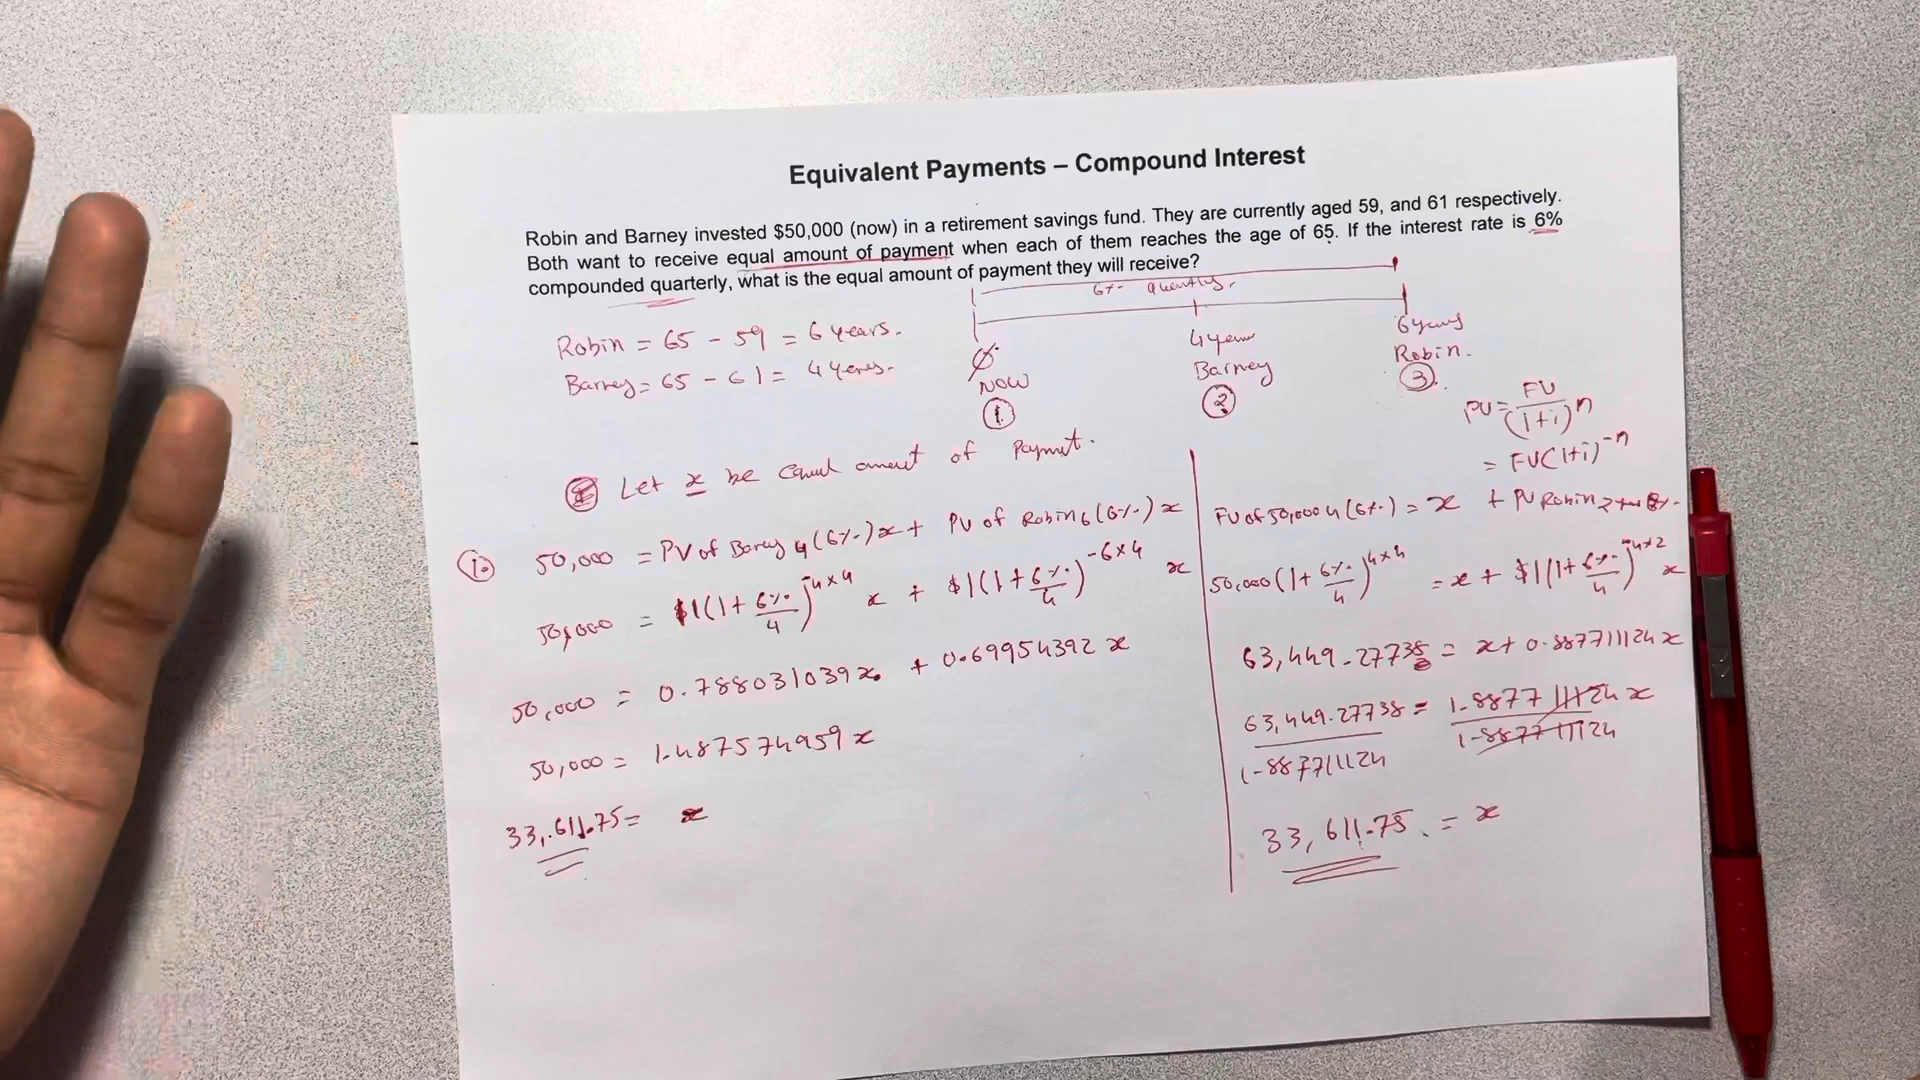 Equivalent Payments – Compound Interest
Robin and Barney invested $50,000 (now) in a retirement savings fund. They are currently aged 59, and 61 respectively.
Both want to receive equal amount of payment when each of them reaches the age of 65. If the interest rate is 6%
compounded quarterly, what is the equal amount of payment they will receive?
6% quarterly.
Robin = 65 - 59 = 6 years.
Barney = 65 - 61 = 4 years.
NOW
①
4 years
Barney
②
6 years
Robin.
③
PV = FV / (1+i)^n
= FV(1+i)^-n
Let x be equal amount of payment.
① 50,000 = PV of Barney 4 (6%) x + PV of Robin 6 (6%) x
50,000 = $1(1 + 6%/4)^-4×4 x + $1(1 + 6%/4)^-6×4 x
50,000 = 0.788031039x + 0.69954392 x
50,000 = 1.487574959 x
33,611.75 = x
FV of 50,000 4 (6%) = x + PV Robin 2
50,000(1 + 6%/4)^4×4 = x + $1(1 + 6%/4)^-4×2 x
63,449.27738 = x + 0.887711124 x
63,449.27738 / 1.887711124 = 1.887711124 x / 1.887711124
33,611.75 = x